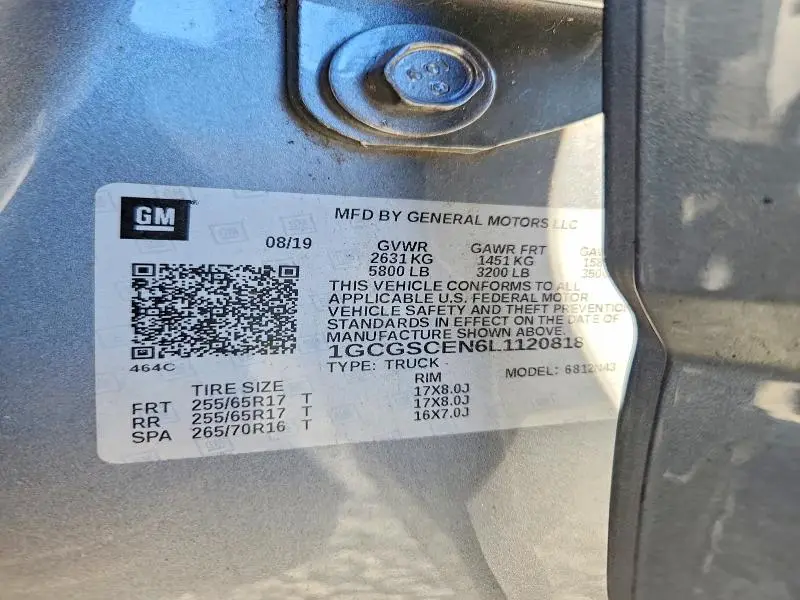 GM
MFD BY GENERAL MOTORS LLC
08/19
GVWR GAWR FRT
2631 KG 1451 KG
5800 LB 3200 LB
THIS VEHICLE CONFORMS TO ALL
APPLICABLE U.S. FEDERAL MOTOR
VEHICLE SAFETY AND THEFT PREVENTION
STANDARDS IN EFFECT ON THE DATE OF
MANUFACTURE SHOWN ABOVE.
1GCGSCEN6L1120818
464C
TYPE: TRUCK MODEL: 6812N43
TIRE SIZE RIM
FRT 255/65R17 T 17X8.0J
RR 255/65R17 T 17X8.0J
SPA 265/70R16 T 16X7.0J